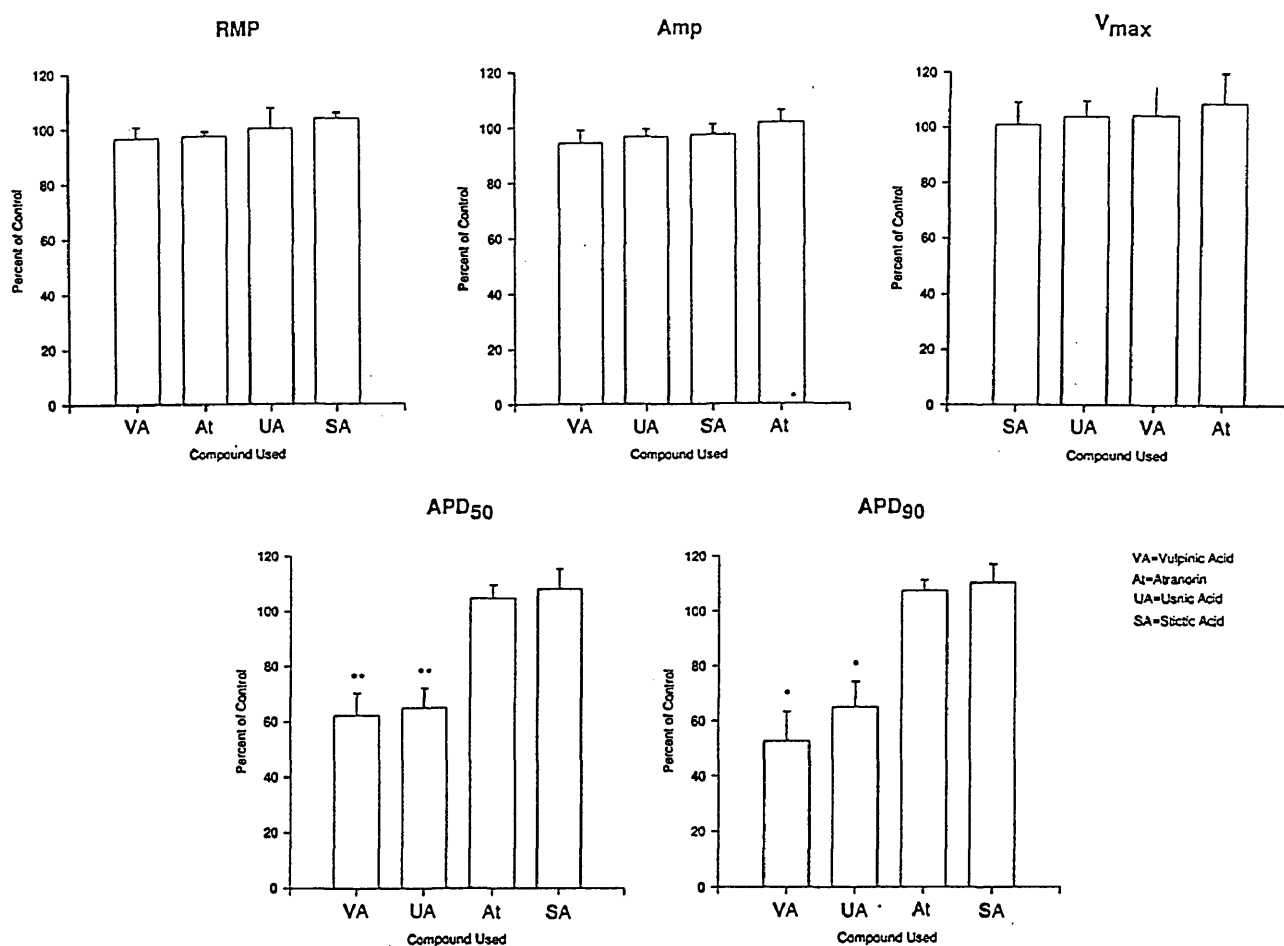 RMP
Amp
Vmax
120
100
80
60
40
20
0
Percent of Control
VA At UA SA
Compound Used
120
100
80
60
40
20
0
Percent of Control
VA UA SA At
Compound Used
120
100
80
60
40
20
0
Percent of Control
SA UA VA At
Compound Used
APD50
APD90
120
100
80
60
40
20
0
Percent of Control
** **
VA UA At SA
Compound Used
120
100
80
60
40
20
0
Percent of Control
* *
VA UA At SA
Compound Used
VA=Vulpinic Acid
At=Atranorin
UA=Usnic Acid
SA=Stictic Acid